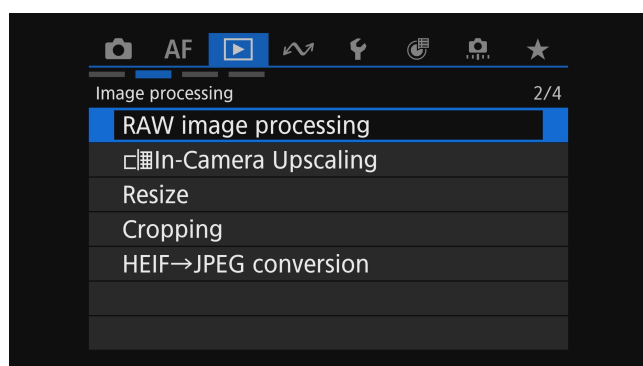 AF
Image processing 2/4
RAW image processing
In-Camera Upscaling
Resize
Cropping
HEIF→JPEG conversion